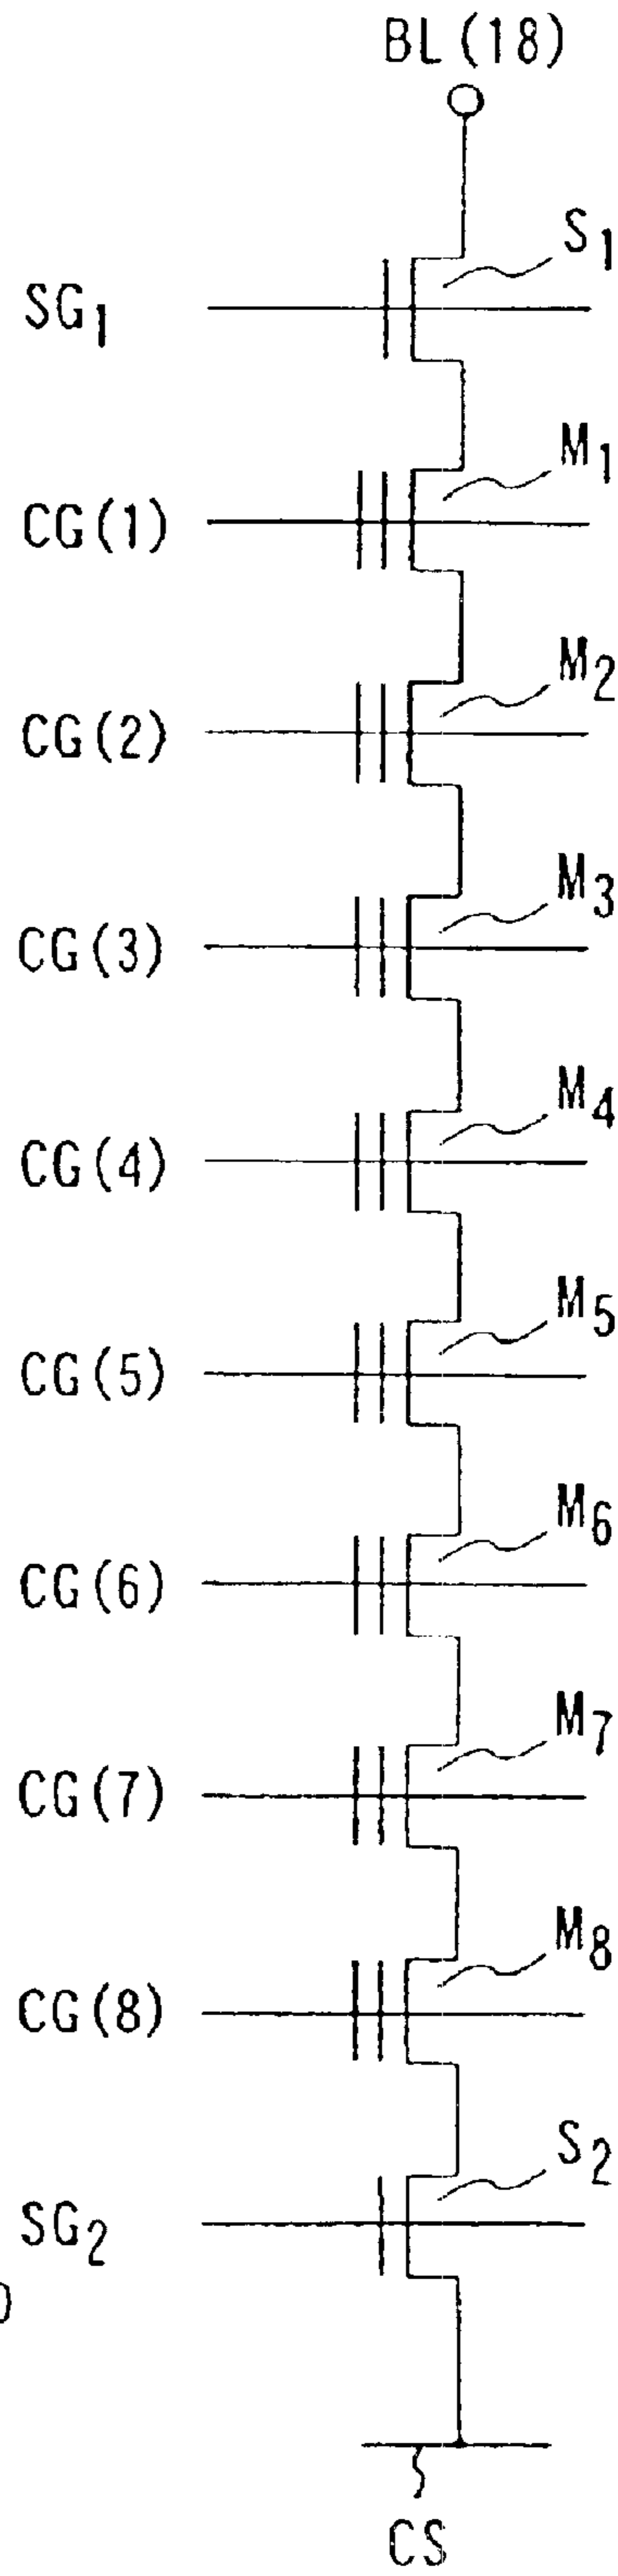 BL(18)
S1
SG1
M1
CG(1)
M2
CG(2)
M3
CG(3)
M4
CG(4)
M5
CG(5)
M6
CG(6)
M7
CG(7)
M8
CG(8)
S2
SG2
CS